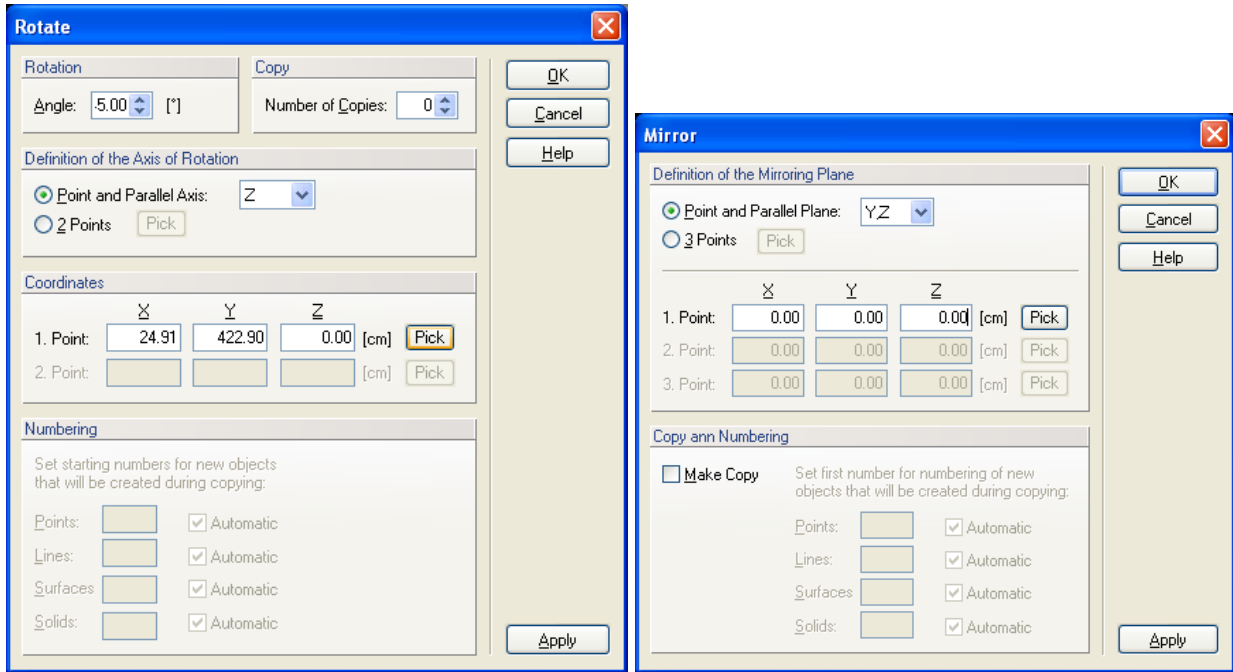 Rotate
Rotation
Copy
Angle: -5.00 [°]
Number of Copies: 0
Definition of the Axis of Rotation
Point and Parallel Axis: Z
2 Points Pick
Coordinates
X Y Z
1. Point: 24.91 422.90 0.00 [cm] Pick
2. Point: [cm] Pick
Numbering
Set starting numbers for new objects
that will be created during copying:
Points: Automatic
Lines: Automatic
Surfaces Automatic
Solids: Automatic
OK
Cancel
Help
Apply
Mirror
Definition of the Mirroring Plane
Point and Parallel Plane: Y,Z
3 Points Pick
X Y Z
1. Point: 0.00 0.00 0.00 [cm] Pick
2. Point: 0.00 0.00 0.00 [cm] Pick
3. Point: 0.00 0.00 0.00 [cm] Pick
Copy ann Numbering
Make Copy
Set first number for numbering of new
objects that will be created during copying:
Points: Automatic
Lines: Automatic
Surfaces Automatic
Solids: Automatic
OK
Cancel
Help
Apply